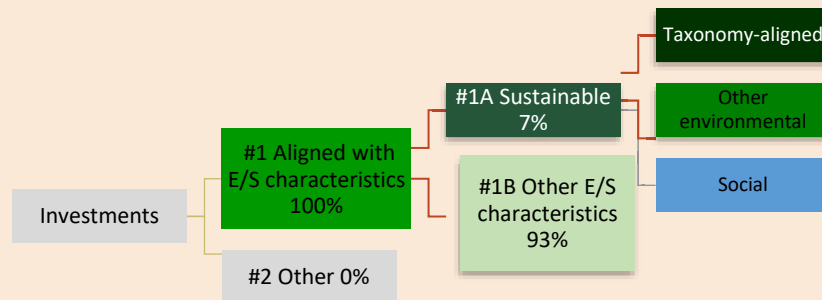 Taxonomy-aligned
#1A Sustainable
7%
Other
environmental
#1 Aligned with
E/S characteristics
100%
#1B Other E/S
characteristics
93%
Social
Investments
#2 Other 0%